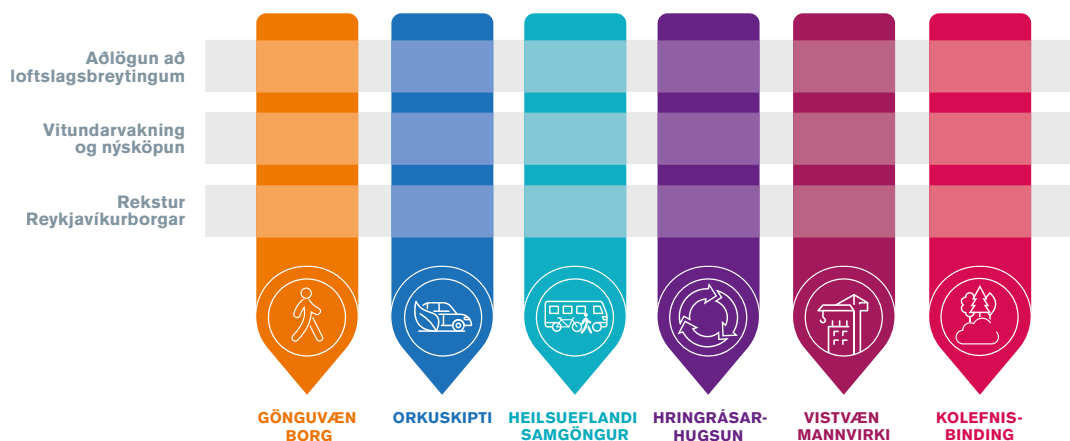 Aðlögun að
loftslagsbreytingum
Vitundarvakning
og nýsköpun
Rekstur
Reykjavíkurborgar
GÖNGUVÆN
BORG
ORKUSKIPTI
HEILSUEFLANDI
SAMGÖNGUR
HRINGRÁSAR-
HUGSUN
VISTVÆN
MANNVIRKI
KOLEFNIS-
BINDING